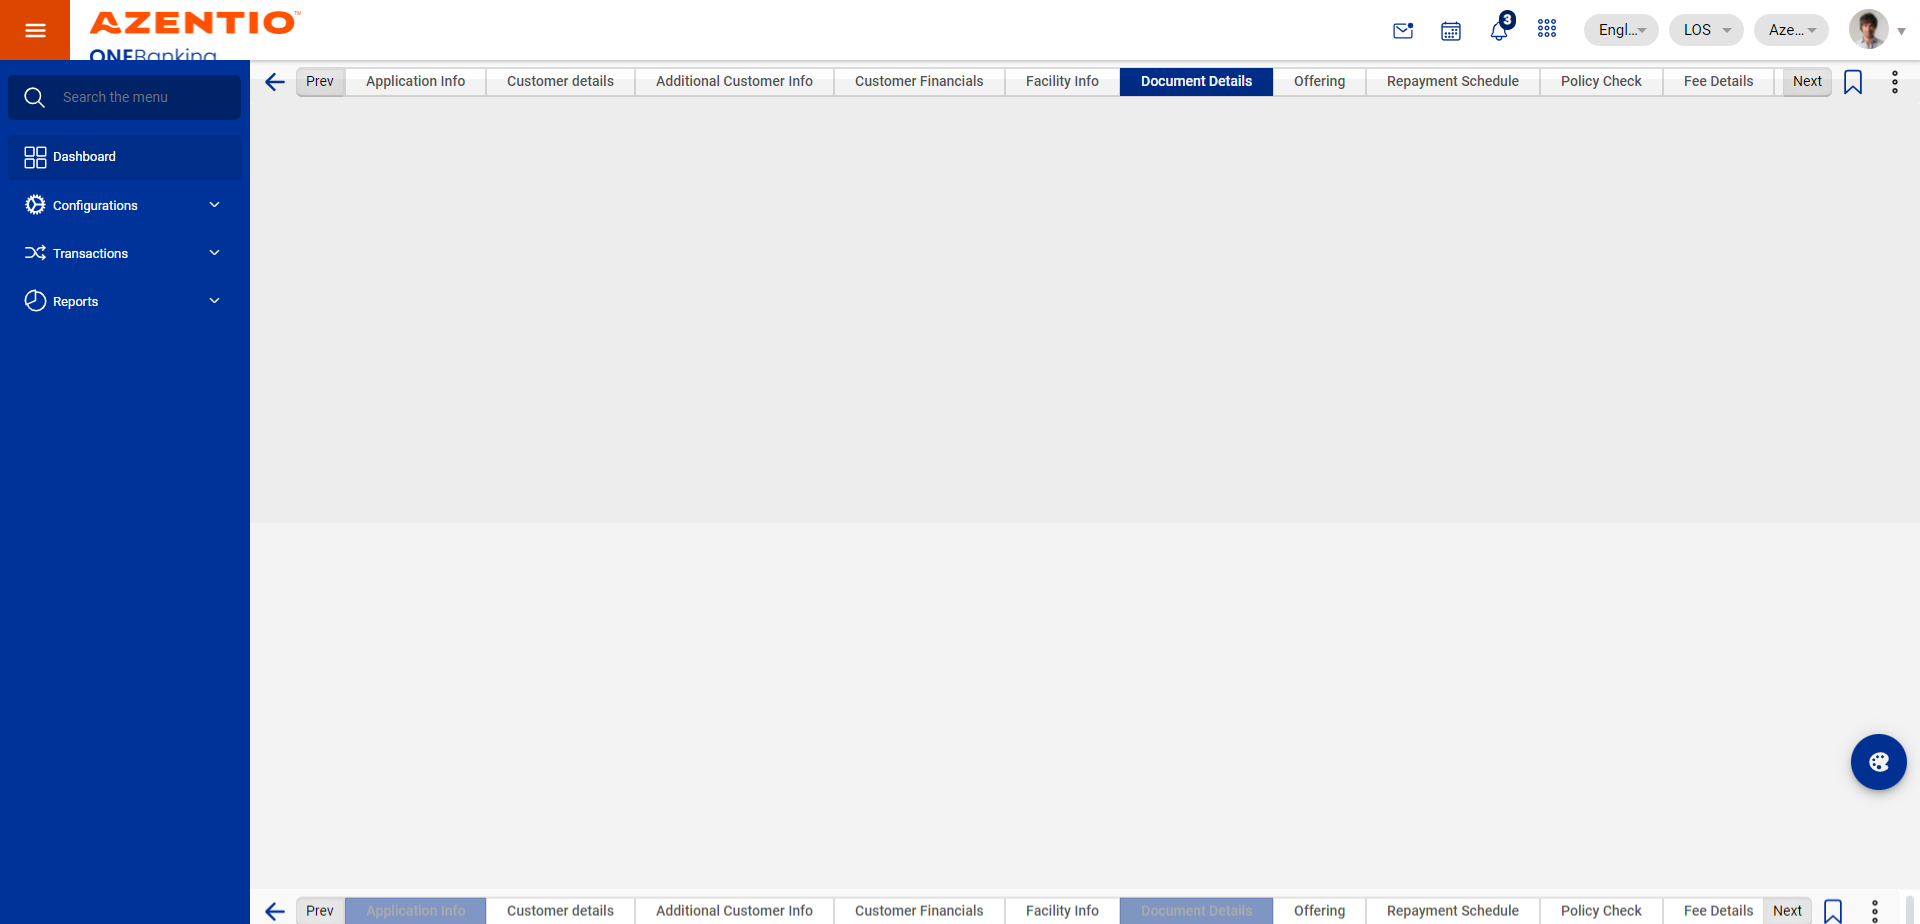 AZENTIO™
ONEBanking
3
Engl...
LOS
Aze...
Search the menu
Dashboard
Configurations
Transactions
Reports
Prev Application Info Customer details Additional Customer Info Customer Financials Facility Info Document Details Offering Repayment Schedule Policy Check Fee Details Next
Prev Application Info Customer details Additional Customer Info Customer Financials Facility Info Document Details Offering Repayment Schedule Policy Check Fee Details Next